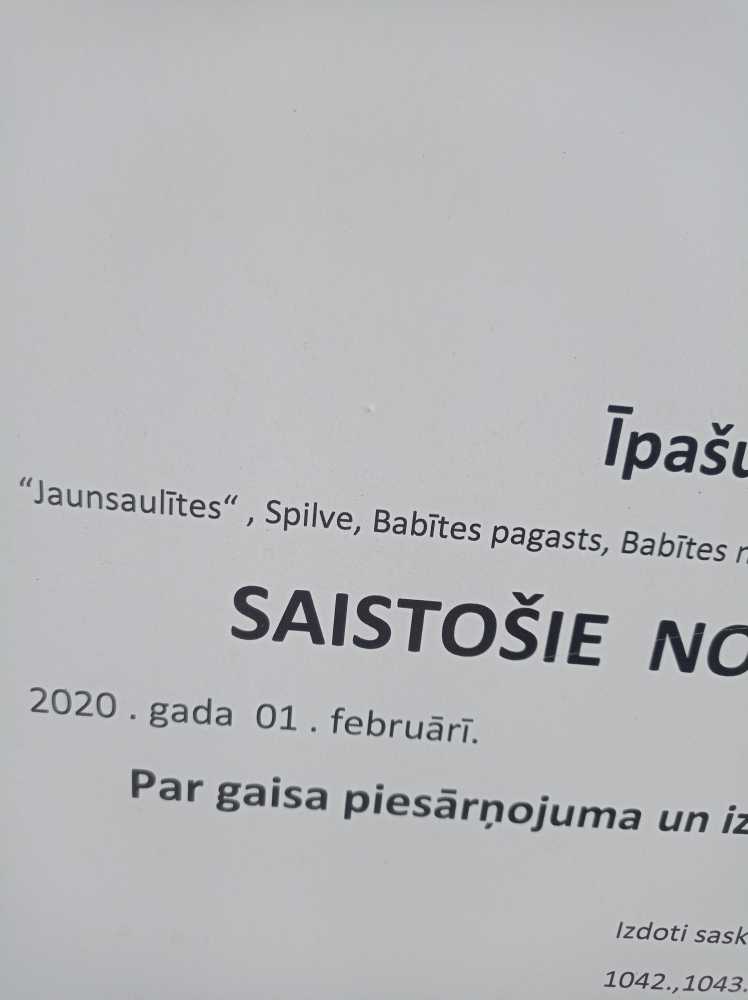 Īpašu
“Jaunsaulītes“ , Spilve, Babītes pagasts, Babītes n
SAISTOŠIE NO
2020 . gada 01 . februārī.
Par gaisa piesārņojuma un iz
Izdoti sask
1042.,1043.